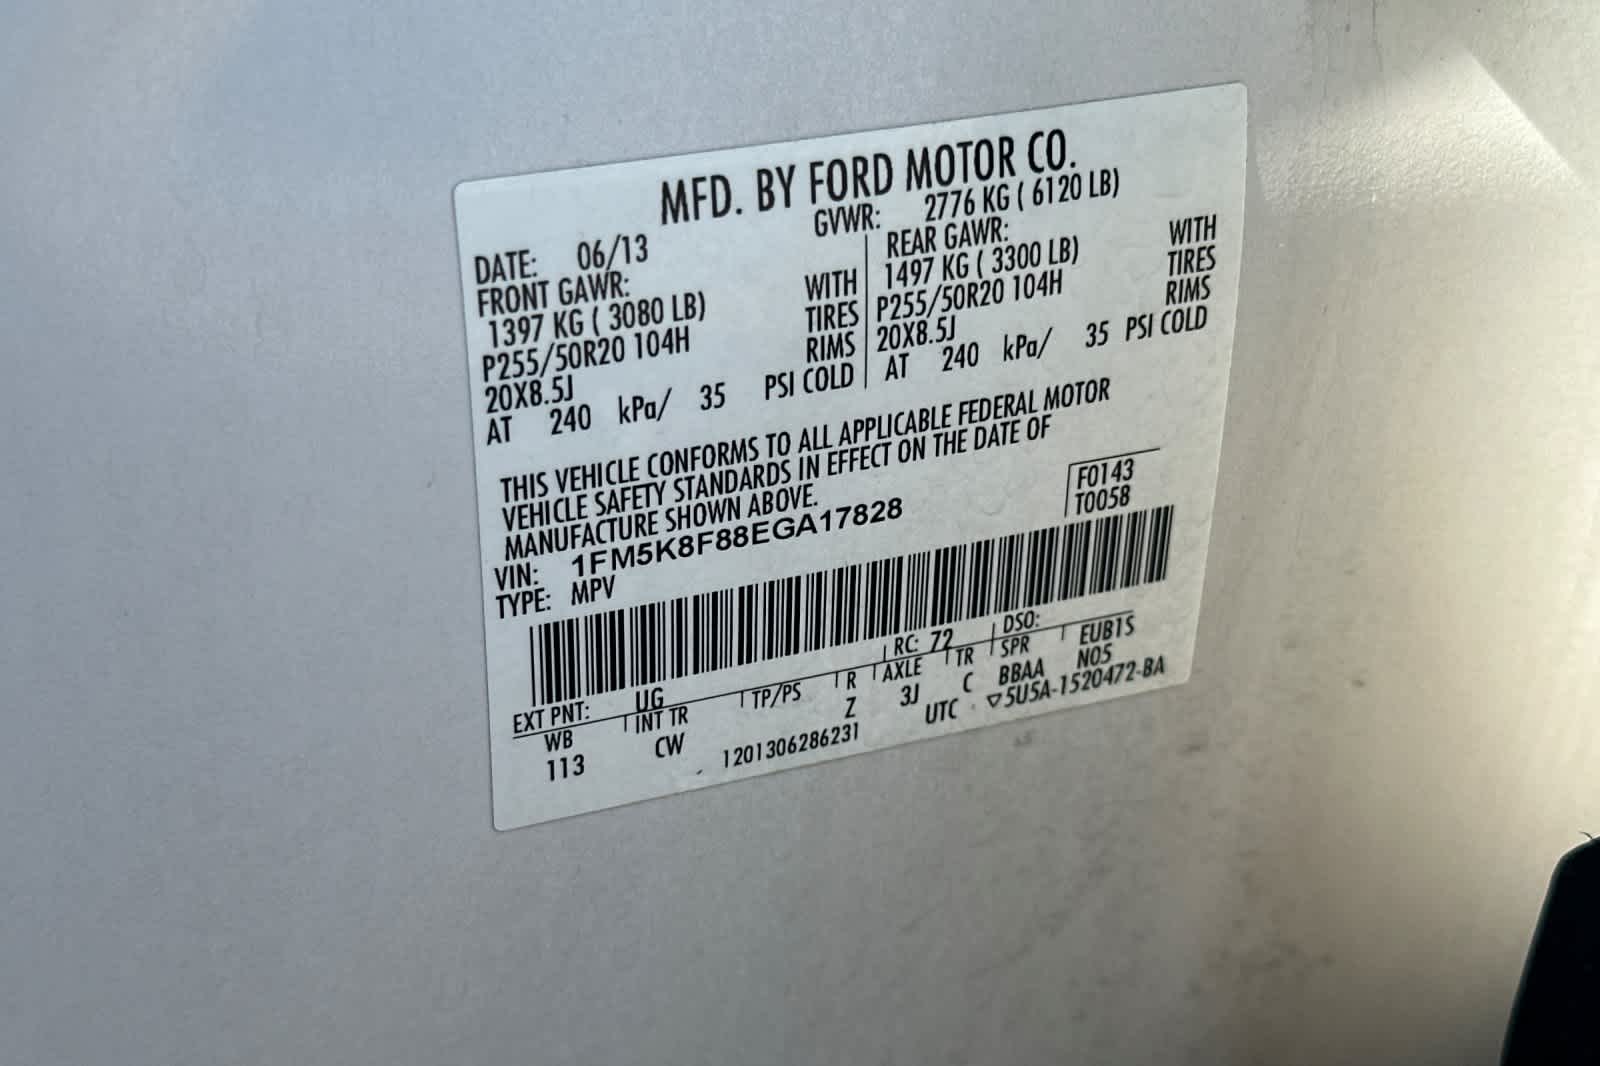 MFD. BY FORD MOTOR CO.
DATE: 06/13 GVWR: 2776 KG ( 6120 LB)
FRONT GAWR:
1397 KG ( 3080 LB) WITH
P255/50R20 104H TIRES
20X8.5J RIMS
AT 240 kPa/ 35 PSI COLD
REAR GAWR:
1497 KG ( 3300 LB) WITH
P255/50R20 104H TIRES
20X8.5J RIMS
AT 240 kPa/ 35 PSI COLD
THIS VEHICLE CONFORMS TO ALL APPLICABLE FEDERAL MOTOR
VEHICLE SAFETY STANDARDS IN EFFECT ON THE DATE OF
MANUFACTURE SHOWN ABOVE.
F0143
T0058
VIN: 1FM5K8F88EGA17828
TYPE: MPV
EXT PNT: UG RC: 72 DSO:
WB INT TR TP/PS R AXLE TR SPR EUB1S
113 CW Z 3J C BBAA N05
1201306286231 UTC ▽5U5A-1520472-BA